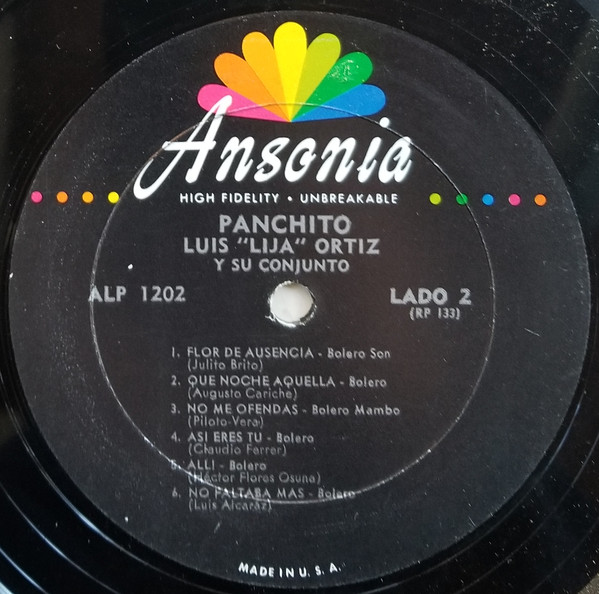 Ansonia
HIGH FIDELITY • UNBREAKABLE
PANCHITO
LUIS "LIJA" ORTIZ
Y SU CONJUNTO
ALP 1202
LADO 2
(RP 133)
1. FLOR DE AUSENCIA - Bolero Son
(Julito Brito)
2. QUE NOCHE AQUELLA - Bolero
(Augusto Cariche)
3. NO ME OFENDAS - Bolero Mambo
(Piloto-Vera)
4. ASI ERES TU - Bolero
(Claudio Ferrer)
5. ALLI - Bolero
(Héctor Flores Osuna)
6. NO FALTABA MAS - Bolero
(Luis Alcaraz)
MADE IN U. S. A.